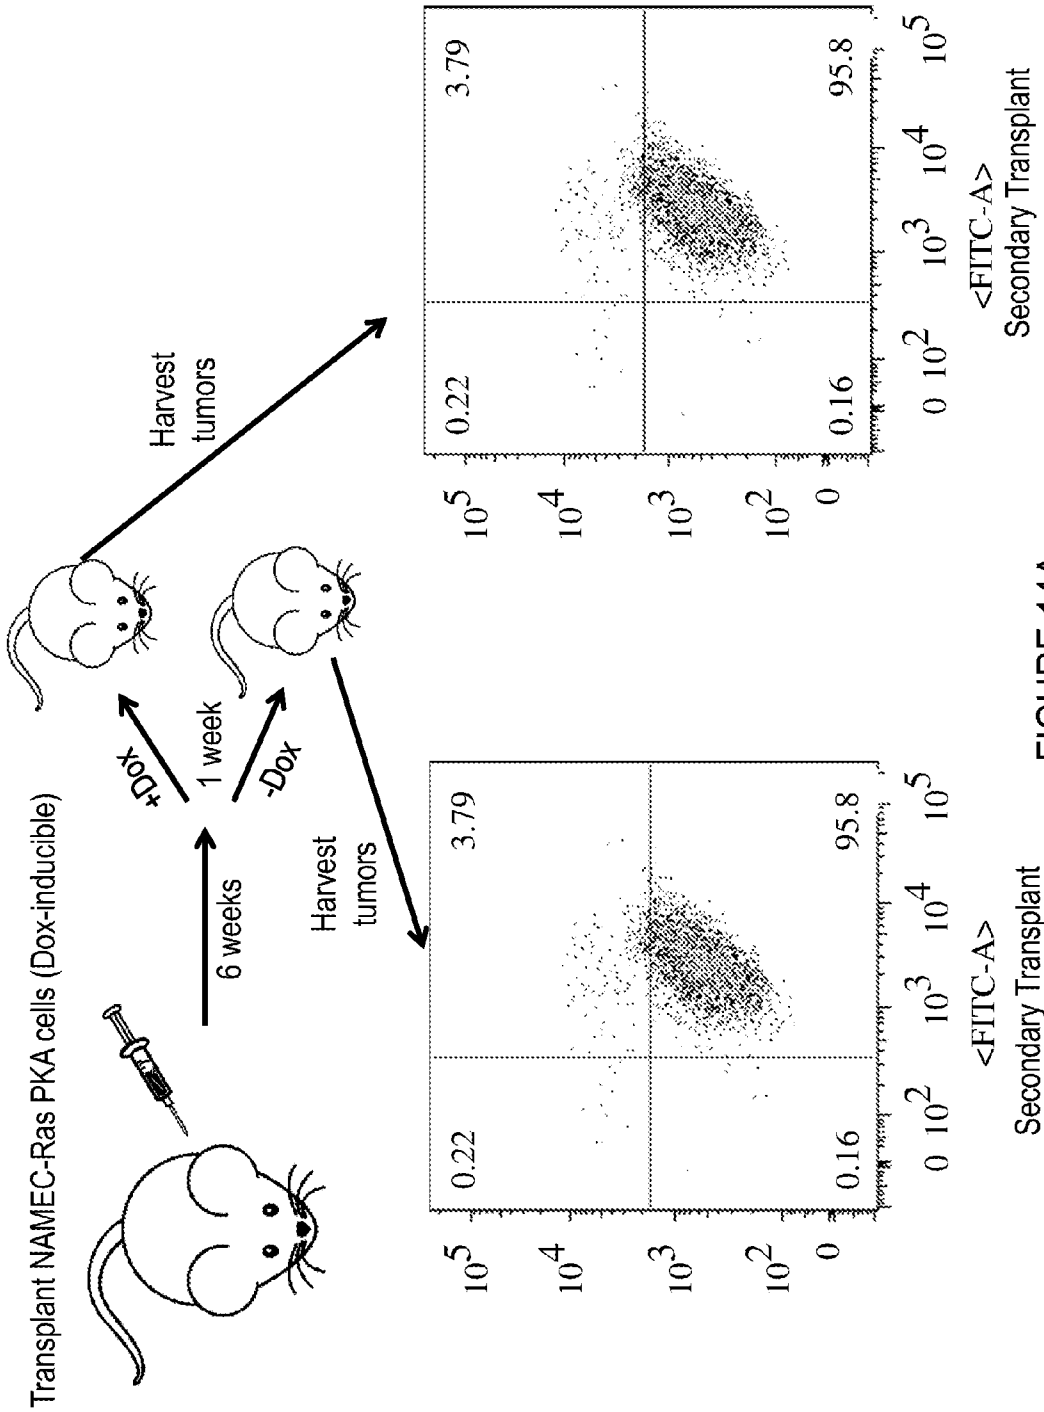 Transplant NAMEC-Ras PKA cells (Dox-inducible)
6 weeks
+Dox
1 week
-Dox
Harvest
tumors
Harvest
tumors
0.22
3.79
0.16
95.8
10^5
10^4
10^3
10^2
0
0 10^2 10^3 10^4 10^5
<FITC-A>
Secondary Transplant
0.22
3.79
0.16
95.8
10^5
10^4
10^3
10^2
0
0 10^2 10^3 10^4 10^5
<FITC-A>
Secondary Transplant
FIGURE 14A